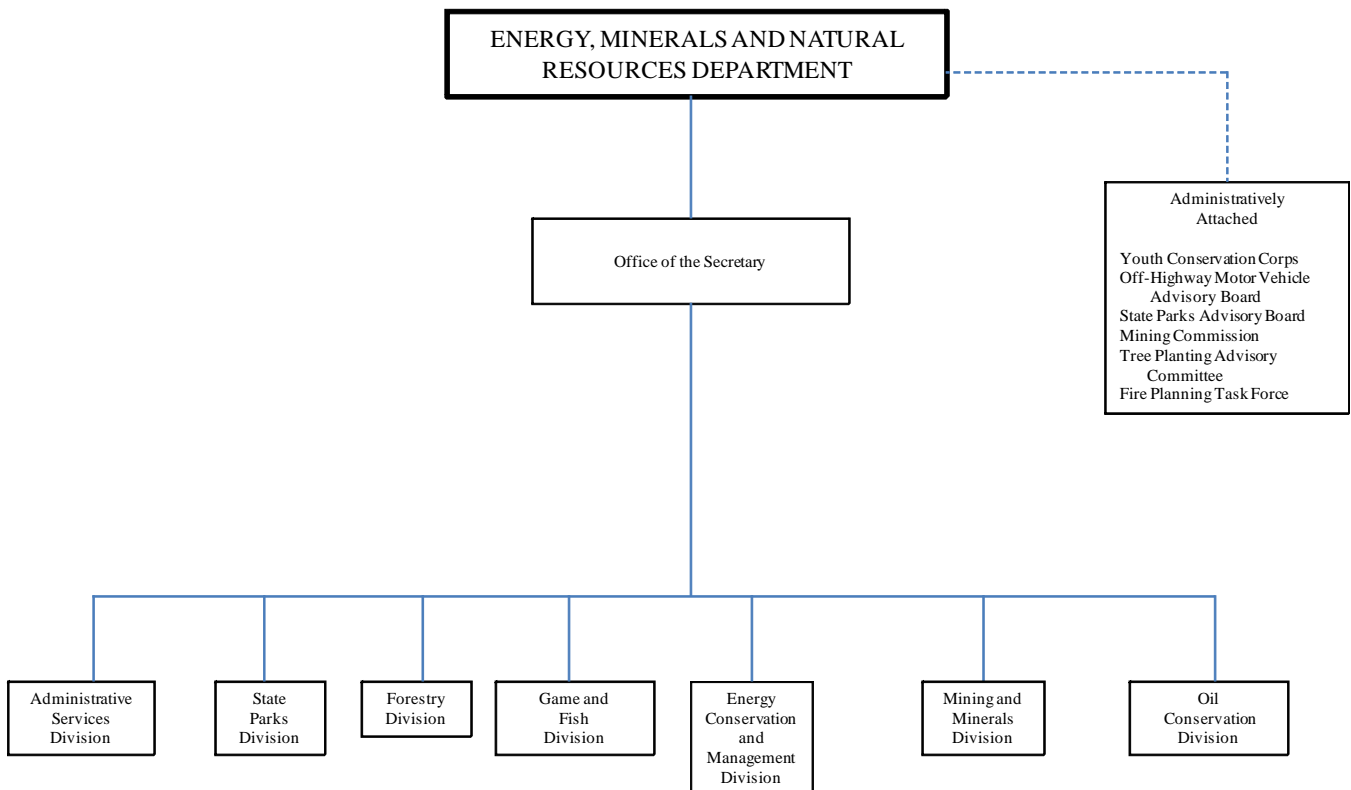 ENERGY, MINERALS AND NATURAL
RESOURCES DEPARTMENT
Administratively
Attached
Youth Conservation Corps
Off-Highway Motor Vehicle
Advisory Board
State Parks Advisory Board
Mining Commission
Tree Planting Advisory
Committee
Fire Planning Task Force
Office of the Secretary
Administrative
Services
Division
State
Parks
Division
Forestry
Division
Game and
Fish
Division
Energy
Conservation
and
Management
Division
Mining and
Minerals
Division
Oil
Conservation
Division